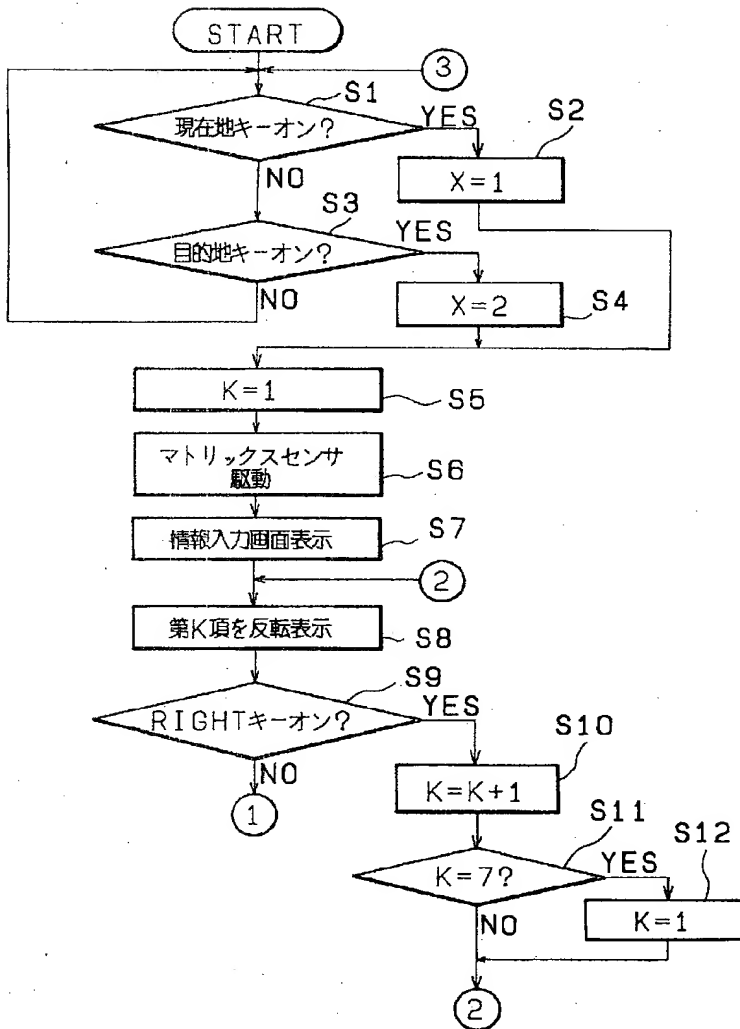 START
3
S1
現在地キーオン?
YES
S2
X=1
NO
S3
目的地キーオン?
YES
NO
X=2
S4
K=1
S5
マトリックスセンサ
駆動
S6
情報入力画面表示
S7
2
第K項を反転表示
S8
S9
RIGHTキーオン?
YES
S10
NO
K=K+1
1
S11
S12
K=7?
YES
K=1
NO
2